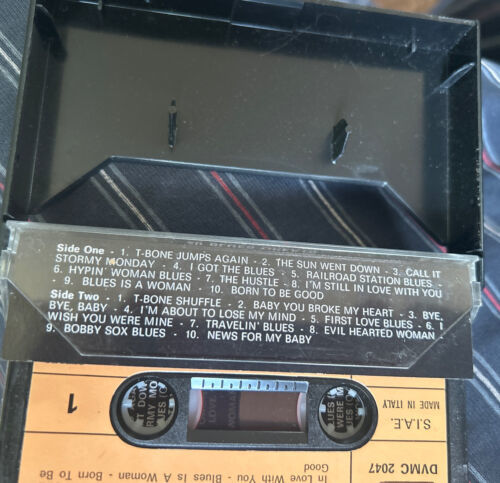 Side One - 1. T-BONE JUMPS AGAIN - 2. THE SUN WENT DOWN - 3. CALL IT
STORMY MONDAY - 4. I GOT THE BLUES - 5. RAILROAD STATION BLUES -
6. HYPIN' WOMAN BLUES - 7. THE HUSTLE - 8. I'M STILL IN LOVE WITH YOU
- 9. BLUES IS A WOMAN - 10. BORN TO BE GOOD
Side Two - 1. T-BONE SHUFFLE - 2. BABY YOU BROKE MY HEART - 3. BYE,
BYE, BABY - 4. I'M ABOUT TO LOSE MY MIND - 5. FIRST LOVE BLUES - 6. I
WISH YOU WERE MINE - 7. TRAVELIN' BLUES - 8. EVIL HEARTED WOMAN -
9. BOBBY SOX BLUES - 10. NEWS FOR MY BABY
1
S.I.A.E.
MADE IN ITALY
DVMC 2047
In Love With You - Blues Is A Woman - Born To Be
Good